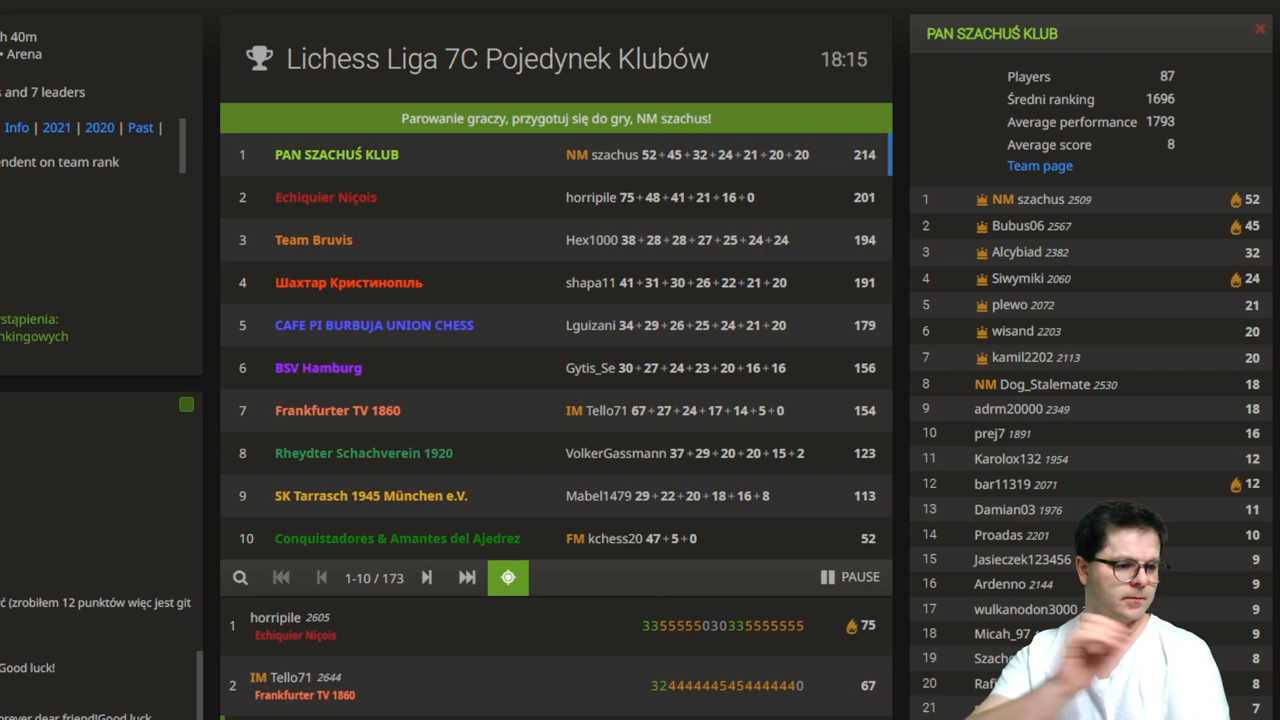 h 40m
• Arena
s and 7 leaders
Info | 2021 | 2020 | Past |
endent on team rank
stąpienia:
nkingowych
ć (zrobiłem 12 punktów więc jest git
Good luck!
orever dear friend!Good luck
Lichess Liga 7C Pojedynek Klubów 18:15
Parowanie graczy, przygotuj się do gry, NM szachus!
1 PAN SZACHUŚ KLUB NM szachus 52+45+32+24+21+20+20 214
2 Echiquier Niçois horripile 75+48+41+21+16+0 201
3 Team Bruvis Hex1000 38+28+28+27+25+24+24 194
4 Шахтар Кристинопіль shapa11 41+31+30+26+22+21+20 191
5 CAFE PI BURBUJA UNION CHESS Lguizani 34+29+26+25+24+21+20 179
6 BSV Hamburg Gytis_Se 30+27+24+23+20+16+16 156
7 Frankfurter TV 1860 IM Tello71 67+27+24+17+14+5+0 154
8 Rheydter Schachverein 1920 VolkerGassmann 37+29+20+20+15+2 123
9 SK Tarrasch 1945 München e.V. Mabel1479 29+22+20+18+16+8 113
10 Conquistadores & Amantes del Ajedrez FM kchess20 47+5+0 52
1-10 / 173 PAUSE
1 horripile 2605 33555555030335555555 75
Echiquier Niçois
2 IM Tello71 2644 324444445454444440 67
Frankfurter TV 1860
PAN SZACHUŚ KLUB
Players 87
Średni ranking 1696
Average performance 1793
Average score 8
Team page
1 NM szachus 2509 52
2 Bubus06 2567 45
3 Alcybiad 2382 32
4 Siwymiki 2060 24
5 plewo 2072 21
6 wisand 2203 20
7 kamil2202 2113 20
8 NM Dog_Stalemate 2530 18
9 adrm20000 2349 18
10 prej7 1891 16
11 Karolox132 1954 12
12 bar11319 2071 12
13 Damian03 1976 11
14 Proadas 2201 10
15 Jasieczek123456 9
16 Ardenno 2144 9
17 wulkanodon3000 9
18 Micah_97 9
19 Szach 8
20 Rafi 8
21 7